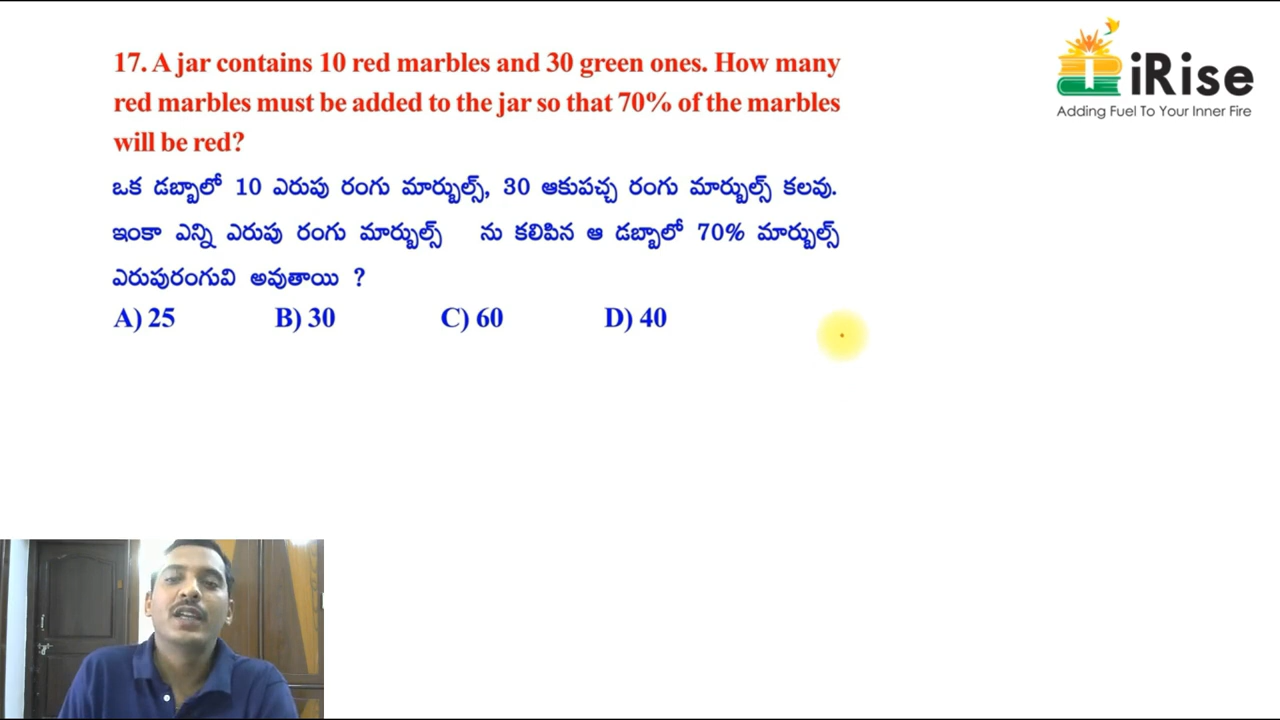 17. A jar contains 10 red marbles and 30 green ones. How many
red marbles must be added to the jar so that 70% of the marbles
will be red?
ఒక డబ్బాలో 10 ఎరుపు రంగు మార్బుల్స్, 30 ఆకుపచ్చ రంగు మార్బుల్స్ కలవు.
ఇంకా ఎన్ని ఎరుపు రంగు మార్బుల్స్ ను కలిపిన ఆ డబ్బాలో 70% మార్బుల్స్
ఎరుపురంగువి అవుతాయి ?
A) 25 B) 30 C) 60 D) 40
iRise
Adding Fuel To Your Inner Fire